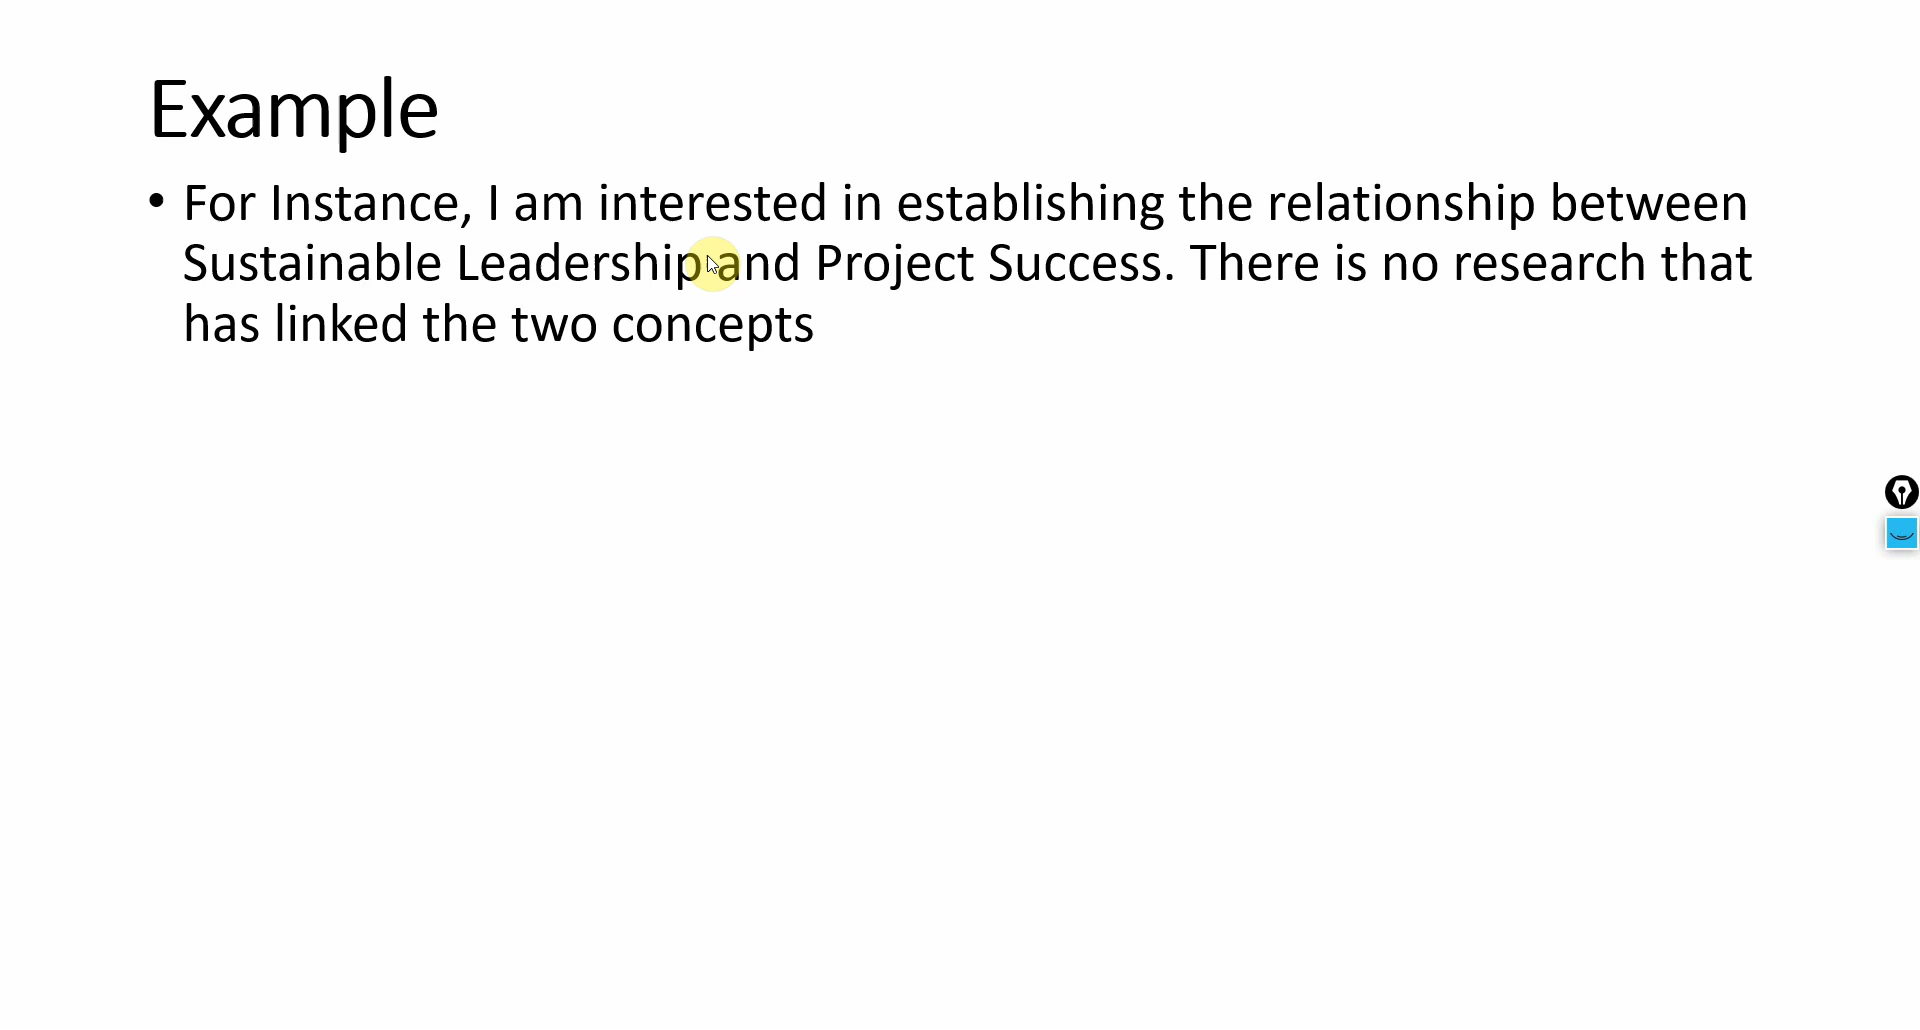 Example
• For Instance, I am interested in establishing the relationship between
Sustainable Leadership and Project Success. There is no research that
has linked the two concepts